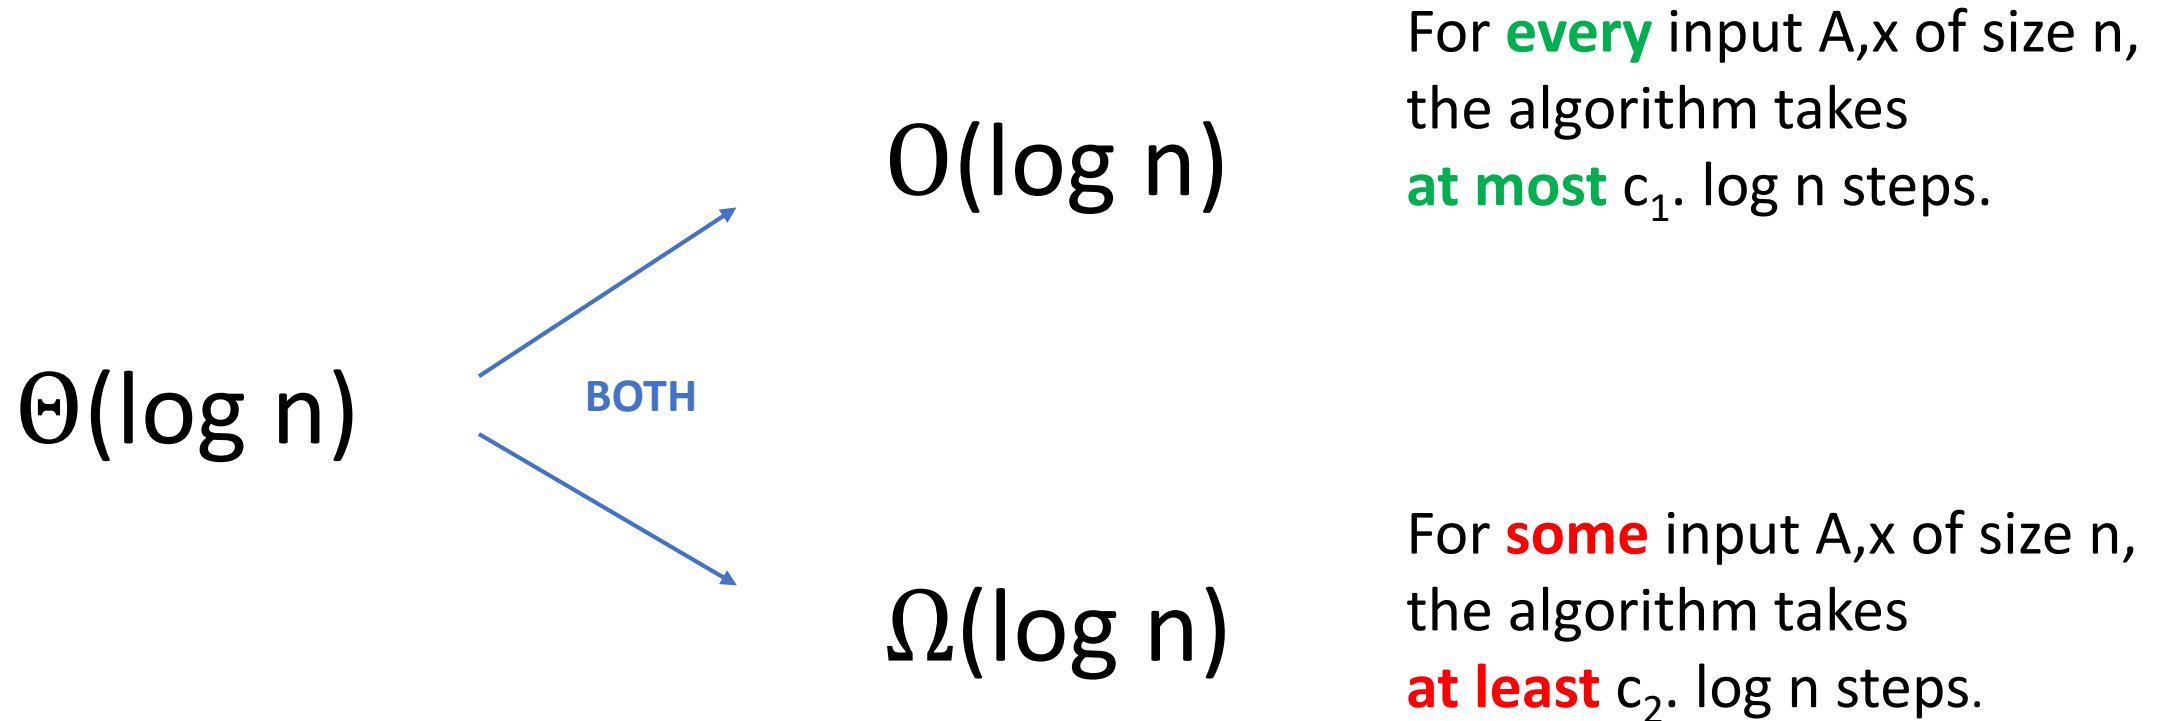 For every input A,x of size n,
the algorithm takes
at most c₁. log n steps.
O(log n)
Θ(log n)
BOTH
Ω(log n)
For some input A,x of size n,
the algorithm takes
at least c₂. log n steps.